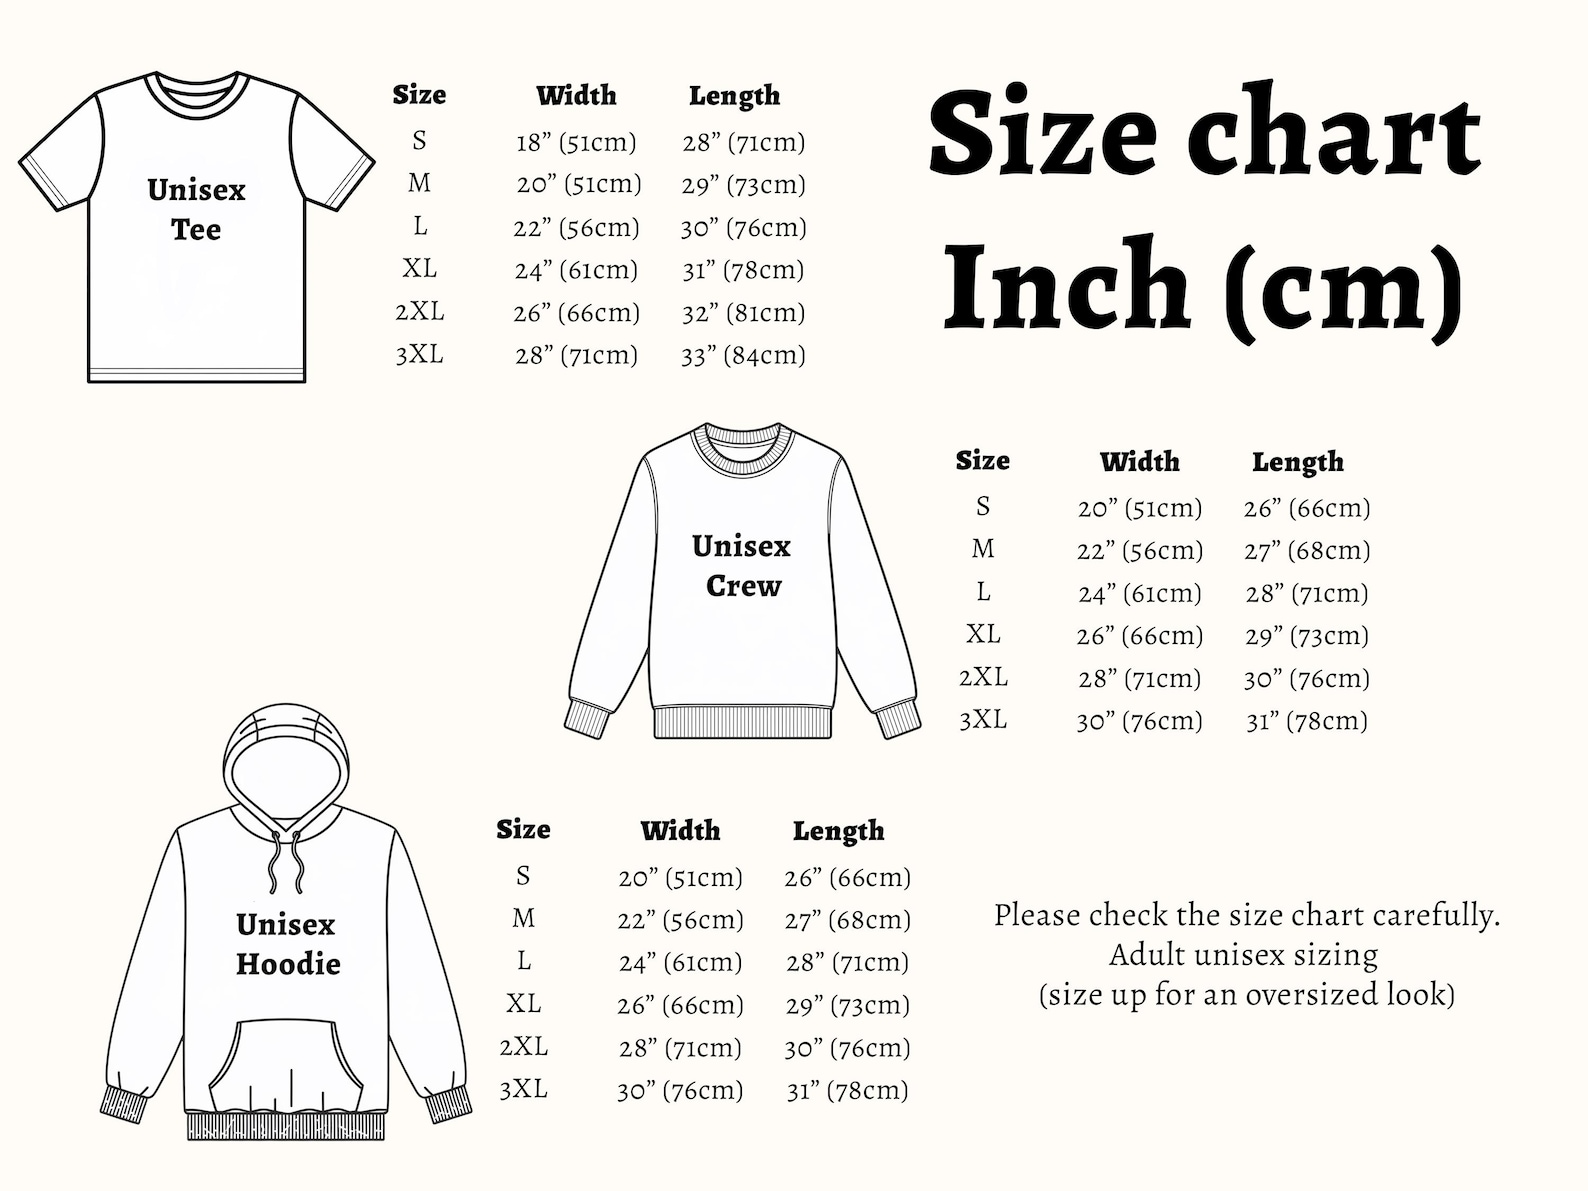 Size chart
Inch (cm)
Unisex
Tee
Size Width Length
S 18” (51cm) 28” (71cm)
M 20” (51cm) 29” (73cm)
L 22” (56cm) 30” (76cm)
XL 24” (61cm) 31” (78cm)
2XL 26” (66cm) 32” (81cm)
3XL 28” (71cm) 33” (84cm)
Unisex
Crew
Size Width Length
S 20” (51cm) 26” (66cm)
M 22” (56cm) 27” (68cm)
L 24” (61cm) 28” (71cm)
XL 26” (66cm) 29” (73cm)
2XL 28” (71cm) 30” (76cm)
3XL 30” (76cm) 31” (78cm)
Unisex
Hoodie
Size Width Length
S 20” (51cm) 26” (66cm)
M 22” (56cm) 27” (68cm)
L 24” (61cm) 28” (71cm)
XL 26” (66cm) 29” (73cm)
2XL 28” (71cm) 30” (76cm)
3XL 30” (76cm) 31” (78cm)
Please check the size chart carefully.
Adult unisex sizing
(size up for an oversized look)